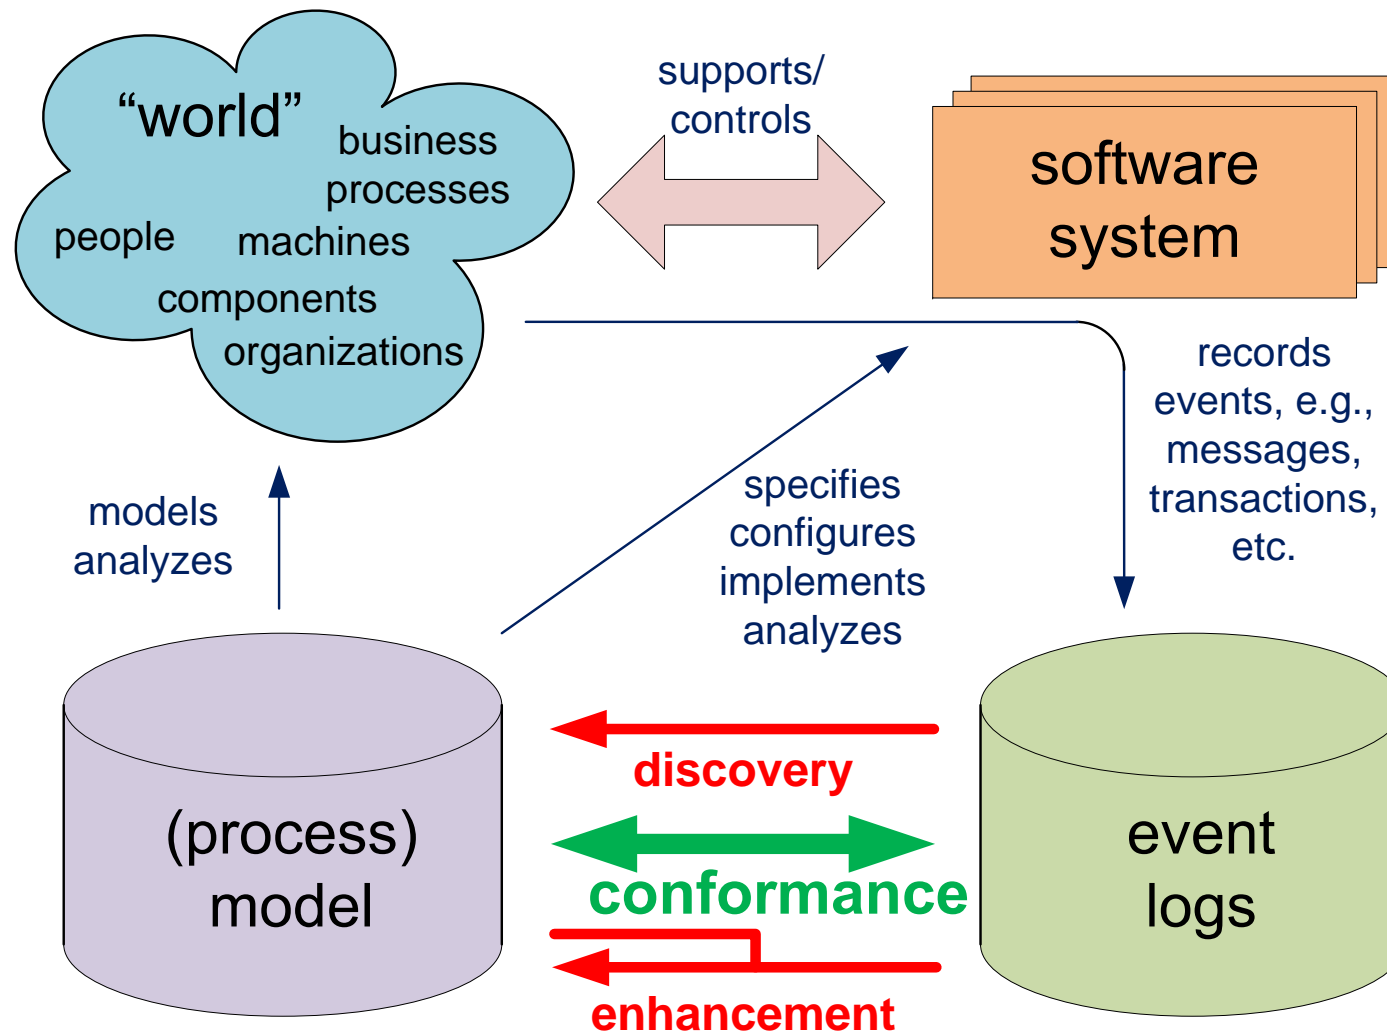 “world”
business
processes
people
machines
components
organizations
supports/
controls
software
system
records
events, e.g.,
messages,
transactions,
etc.
models
analyzes
specifies
configures
implements
analyzes
discovery
(process)
model
conformance
event
logs
enhancement